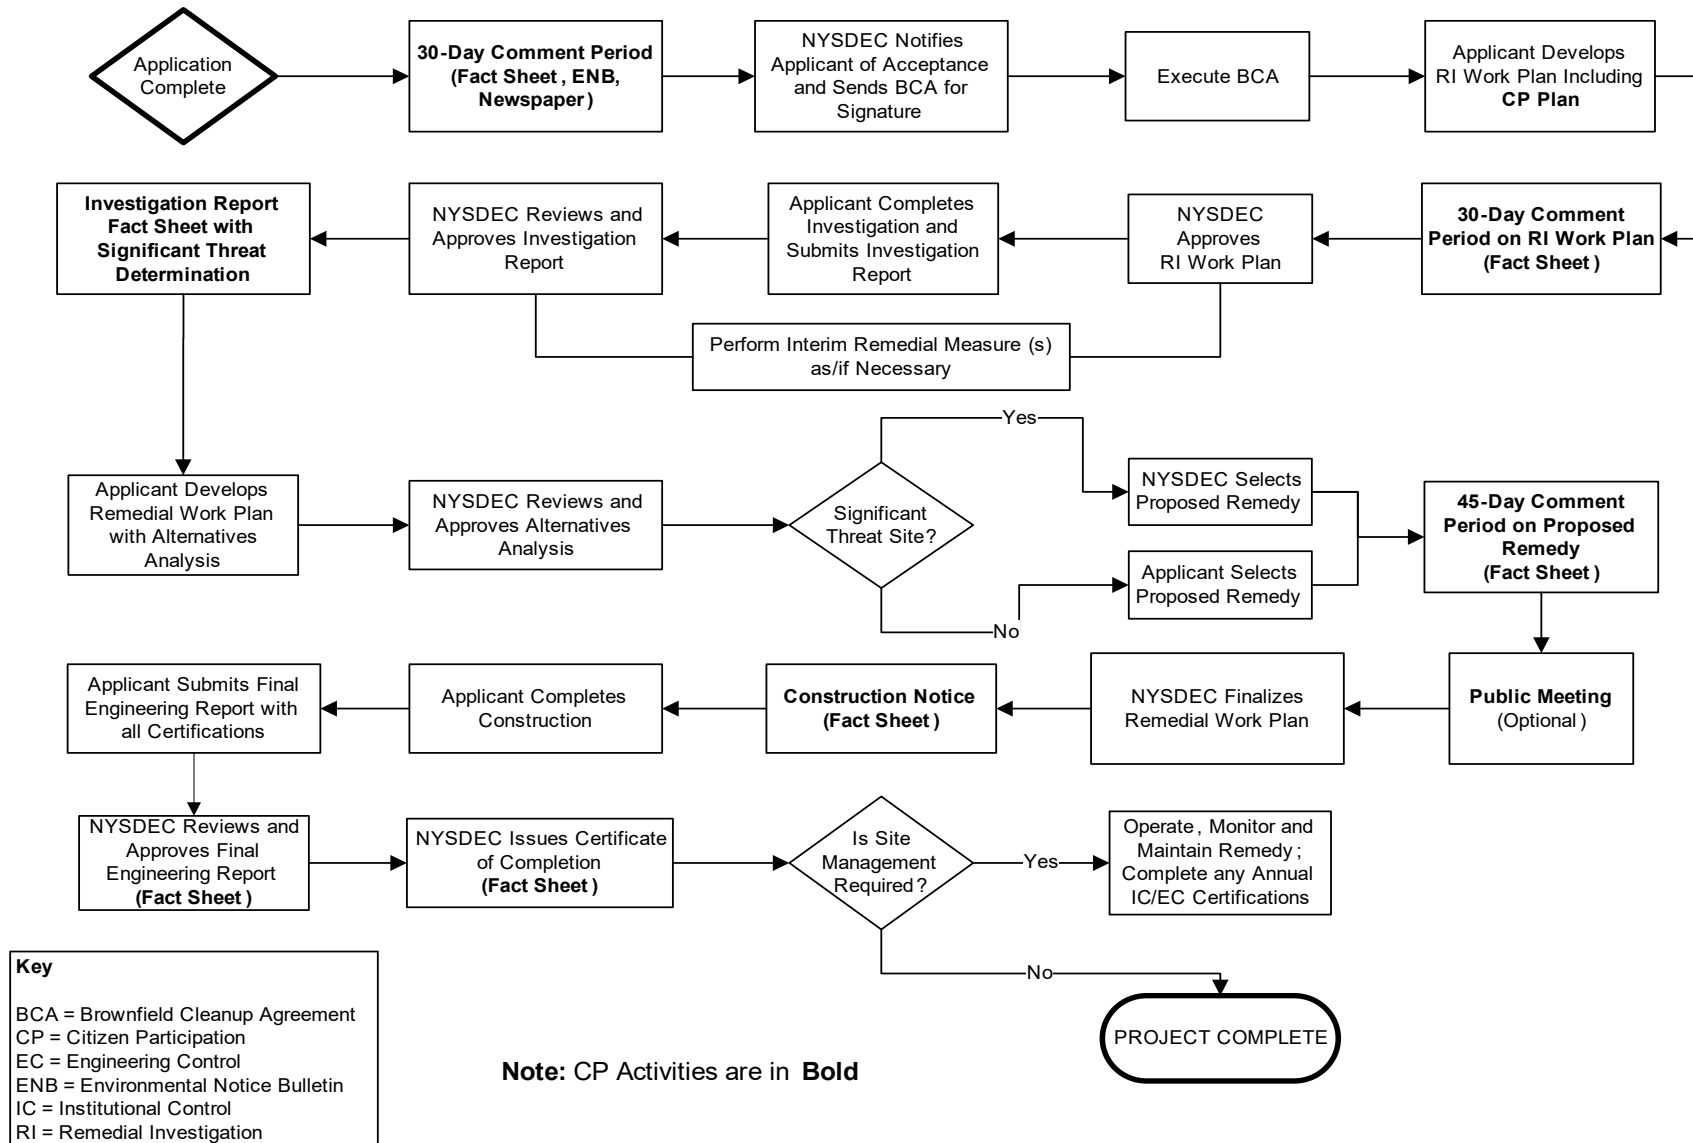 Application
Complete
30-Day Comment Period
(Fact Sheet , ENB,
Newspaper )
NYSDEC Notifies
Applicant of Acceptance
and Sends BCA for
Signature
Execute BCA
Applicant Develops
RI Work Plan Including
CP Plan
30-Day Comment
Period on RI Work Plan
(Fact Sheet )
NYSDEC
Approves
RI Work Plan
Applicant Completes
Investigation and
Submits Investigation
Report
NYSDEC Reviews and
Approves Investigation
Report
Investigation Report
Fact Sheet with
Significant Threat
Determination
Perform Interim Remedial Measure (s)
as/if Necessary
Applicant Develops
Remedial Work Plan
with Alternatives
Analysis
NYSDEC Reviews and
Approves Alternatives
Analysis
Significant
Threat Site?
Yes
NYSDEC Selects
Proposed Remedy
No
Applicant Selects
Proposed Remedy
45-Day Comment
Period on Proposed
Remedy
(Fact Sheet )
Public Meeting
(Optional )
NYSDEC Finalizes
Remedial Work Plan
Construction Notice
(Fact Sheet )
Applicant Completes
Construction
Applicant Submits Final
Engineering Report with
all Certifications
NYSDEC Reviews and
Approves Final
Engineering Report
(Fact Sheet )
NYSDEC Issues Certificate
of Completion
(Fact Sheet )
Is Site
Management
Required?
Yes
Operate , Monitor and
Maintain Remedy ;
Complete any Annual
IC/EC Certifications
No
PROJECT COMPLETE
Key
BCA = Brownfield Cleanup Agreement
CP = Citizen Participation
EC = Engineering Control
ENB = Environmental Notice Bulletin
IC = Institutional Control
RI = Remedial Investigation
Note: CP Activities are in Bold